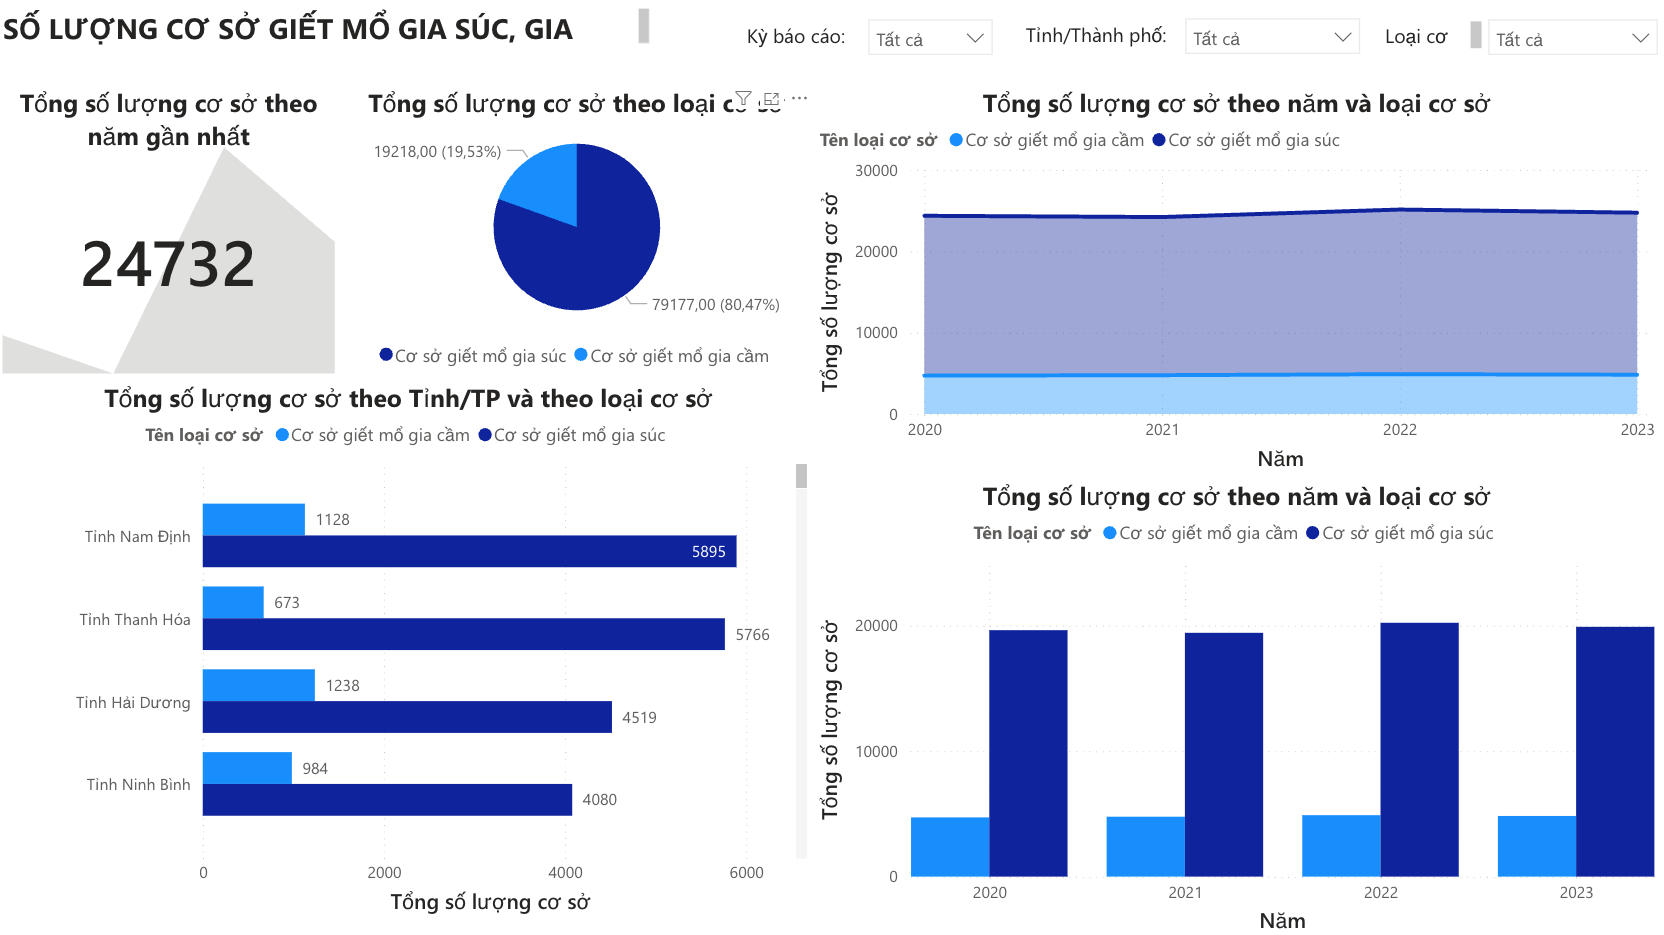 SỐ LƯỢNG CƠ SỞ GIẾT MỔ GIA SÚC, GIA
Kỳ báo cáo:
Tất cả
Tỉnh/Thành phố:
Tất cả
Loại cơ
Tất cả
Tổng số lượng cơ sở theo
năm gần nhất
24732
Tổng số lượng cơ sở theo loại cơ sở
19218,00 (19,53%)
79177,00 (80,47%)
Cơ sở giết mổ gia súc
Cơ sở giết mổ gia cầm
Tổng số lượng cơ sở theo năm và loại cơ sở
Tên loại cơ sở
Cơ sở giết mổ gia cầm
Cơ sở giết mổ gia súc
Tổng số lượng cơ sở
30000
20000
10000
0
2020
2021
2022
2023
Năm
Tổng số lượng cơ sở theo Tỉnh/TP và theo loại cơ sở
Tên loại cơ sở
Cơ sở giết mổ gia cầm
Cơ sở giết mổ gia súc
Tỉnh Nam Định
1128
5895
Tỉnh Thanh Hóa
673
5766
Tỉnh Hải Dương
1238
4519
Tỉnh Ninh Bình
984
4080
0
2000
4000
6000
Tổng số lượng cơ sở
Tổng số lượng cơ sở theo năm và loại cơ sở
Tên loại cơ sở
Cơ sở giết mổ gia cầm
Cơ sở giết mổ gia súc
Tổng số lượng cơ sở
20000
10000
0
2020
2021
2022
2023
Năm